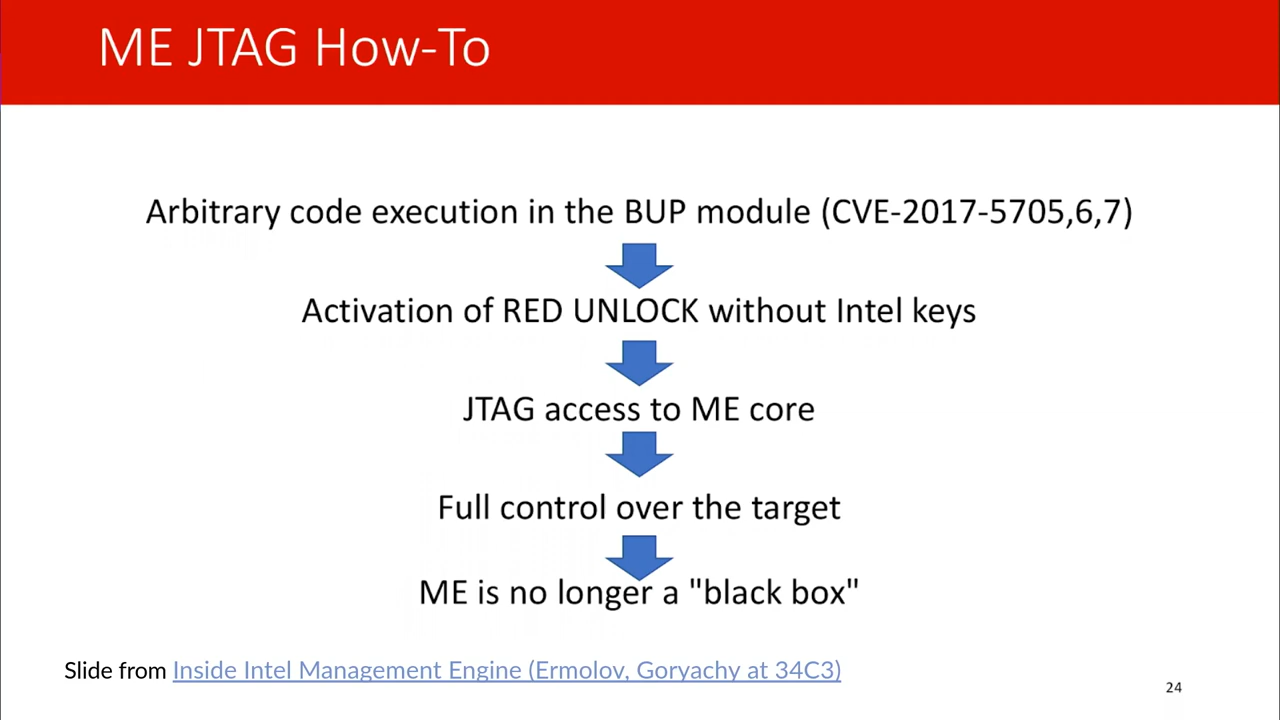 ME JTAG How-To
Arbitrary code execution in the BUP module (CVE-2017-5705,6,7)
Activation of RED UNLOCK without Intel keys
JTAG access to ME core
Full control over the target
ME is no longer a "black box"
Slide from Inside Intel Management Engine (Ermolov, Goryachy at 34C3)
24